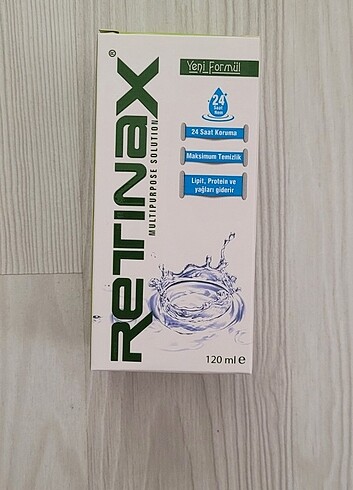 Yeni Formül
RETINAX®
MULTIPURPOSE SOLUTION
24
Saat
Nem
24 Saat Koruma
Maksimum Temizlik
Lipit, Protein ve
yağları giderir
120 ml e